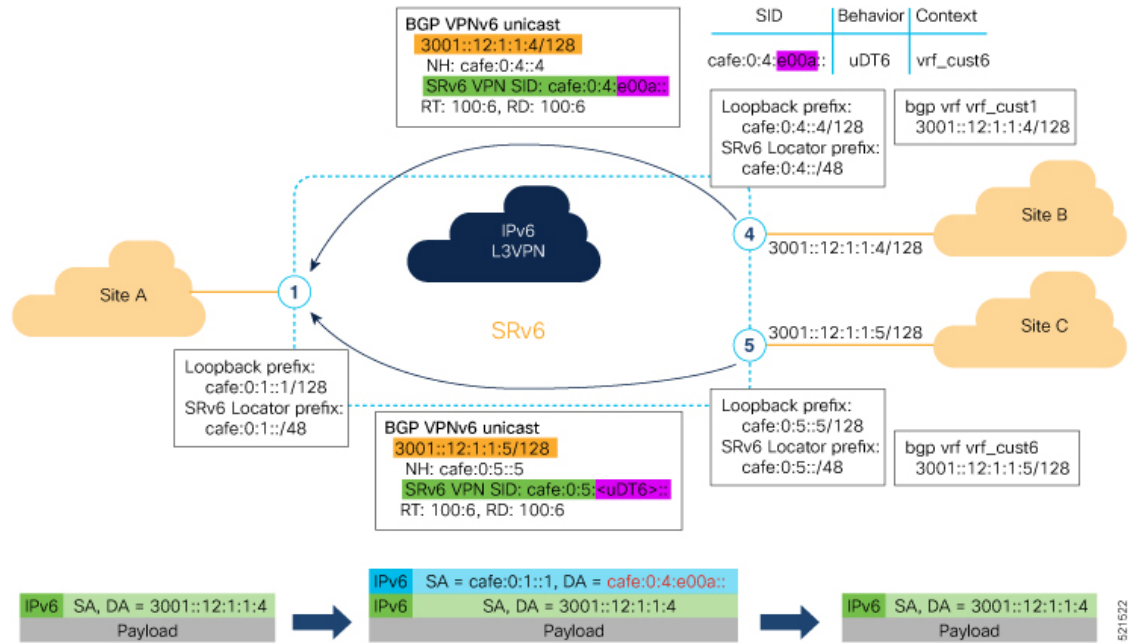 BGP VPNv6 unicast
3001::12:1:1:4/128
NH: cafe:0:4::4
SRv6 VPN SID: cafe:0:4:e00a::
RT: 100:6, RD: 100:6
SID Behavior Context
cafe:0:4:e00a:: uDT6 vrf_cust6
Loopback prefix:
cafe:0:4::4/128
SRv6 Locator prefix:
cafe:0:4::/48
bgp vrf vrf_cust1
3001::12:1:1:4/128
IPv6
L3VPN
Site A
1
4
3001::12:1:1:4/128
Site B
SRv6
5
3001::12:1:1:5/128
Site C
Loopback prefix:
cafe:0:1::1/128
SRv6 Locator prefix:
cafe:0:1::/48
BGP VPNv6 unicast
3001::12:1:1:5/128
NH: cafe:0:5::5
SRv6 VPN SID: cafe:0:5:<uDT6>::
RT: 100:6, RD: 100:6
Loopback prefix:
cafe:0:5::5/128
SRv6 Locator prefix:
cafe:0:5::/48
bgp vrf vrf_cust6
3001::12:1:1:5/128
IPv6 SA, DA = 3001::12:1:1:4
Payload
IPv6 SA = cafe:0:1::1, DA = cafe:0:4:e00a::
IPv6 SA, DA = 3001::12:1:1:4
Payload
IPv6 SA, DA = 3001::12:1:1:4
Payload
521522